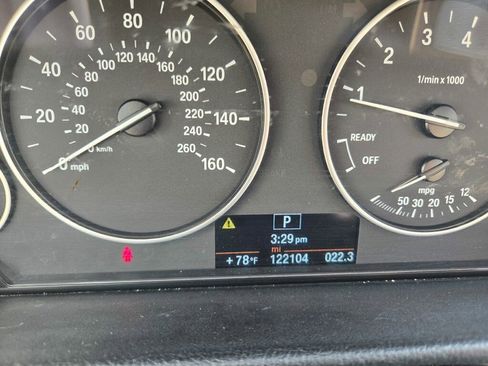 60 80 100
40 120
20 140
0 mph 160
20 40 60 80 100 120 140 160 180 200 220 240 260
km/h
1 2 3 4
1/min x 1000
READY
OFF
50 30 20 15 12
mpg
P
3:29 pm
mi
+ 78°F 122104 022.3